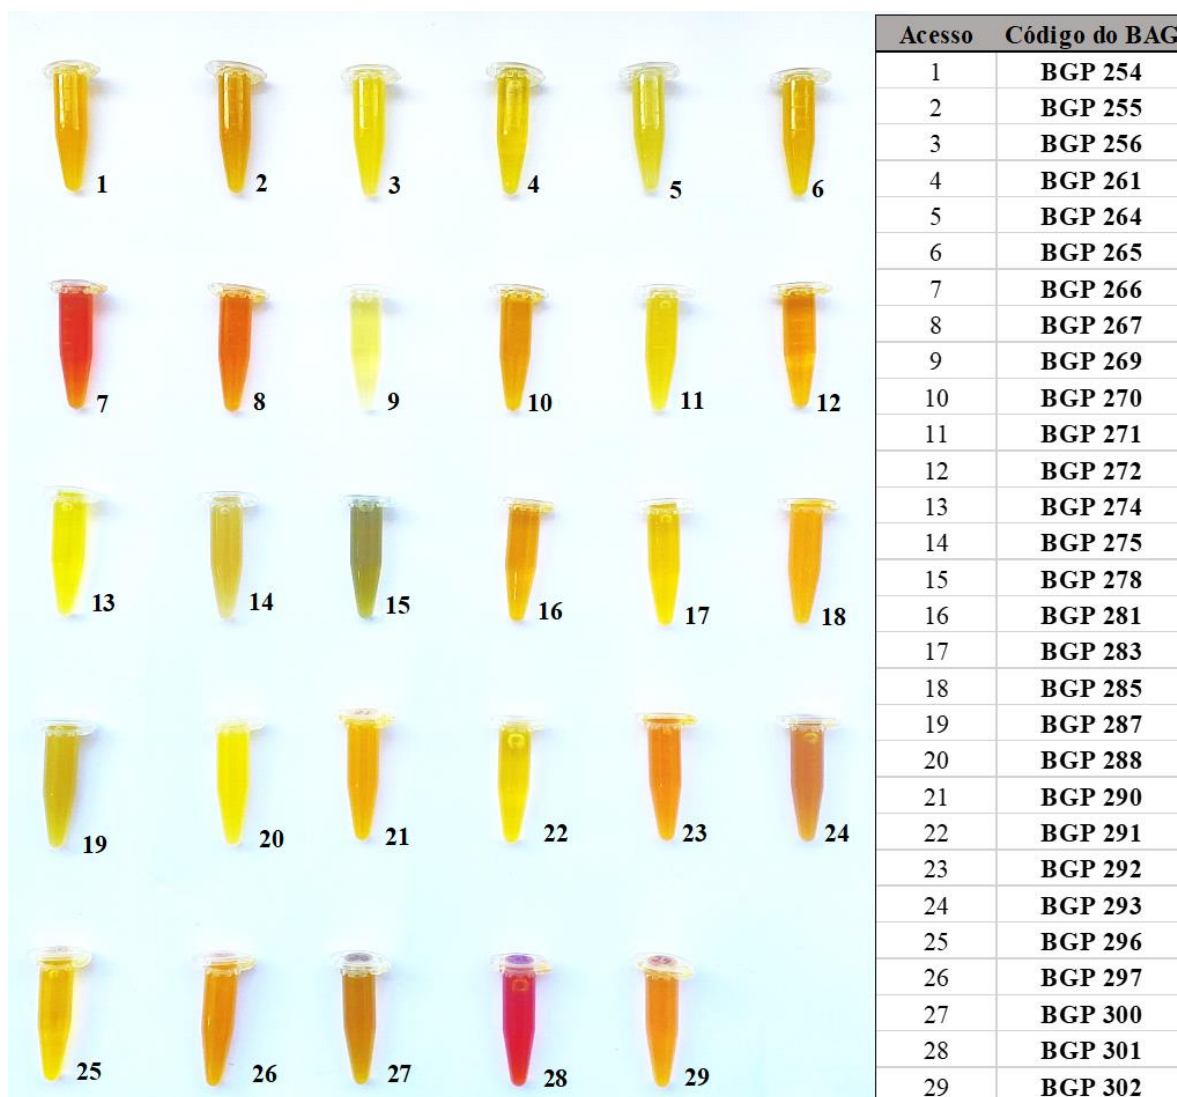 1 2 3 4 5 6
7 8 9 10 11 12
13 14 15 16 17 18
19 20 21 22 23 24
25 26 27 28 29
Acesso Código do BAG
1 BGP 254
2 BGP 255
3 BGP 256
4 BGP 261
5 BGP 264
6 BGP 265
7 BGP 266
8 BGP 267
9 BGP 269
10 BGP 270
11 BGP 271
12 BGP 272
13 BGP 274
14 BGP 275
15 BGP 278
16 BGP 281
17 BGP 283
18 BGP 285
19 BGP 287
20 BGP 288
21 BGP 290
22 BGP 291
23 BGP 292
24 BGP 293
25 BGP 296
26 BGP 297
27 BGP 300
28 BGP 301
29 BGP 302